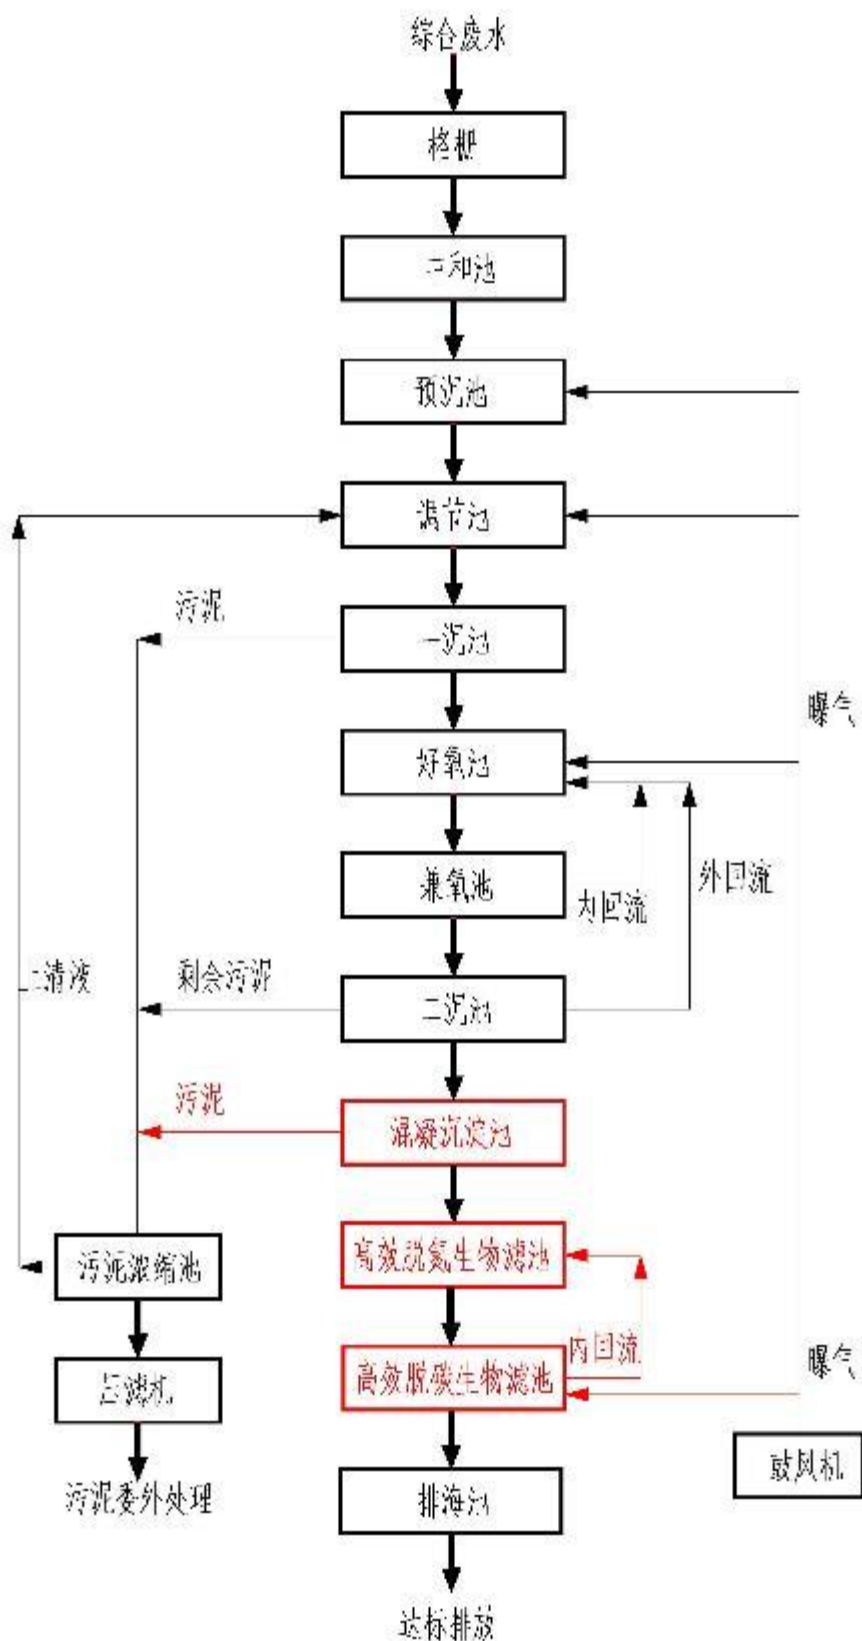 综合废水
格栅
中和池
预沉池
调节池
污泥
一沉池
曝气
好氧池
外回流
兼氧池
内回流
上清液
剩余污泥
二沉池
污泥
混凝沉淀池
污泥浓缩池
高效脱氮生物滤池
内回流
曝气
压滤机
高效脱碳生物滤池
鼓风机
污泥委外处理
排海池
达标排放